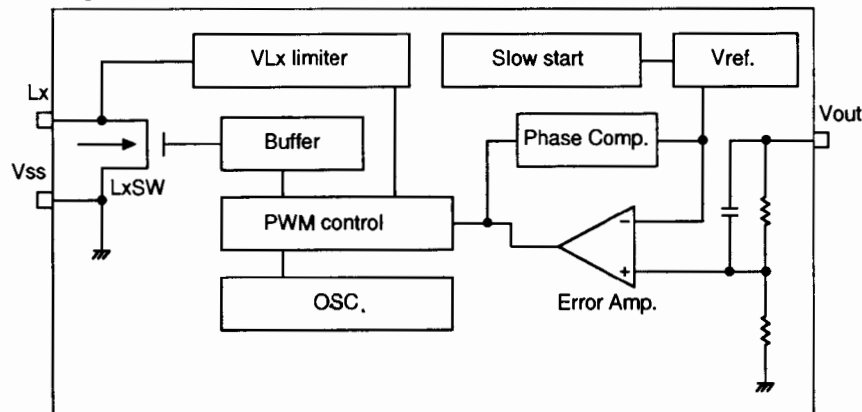 VLx limiter
Slow start
Vref.
Lx
Vout
Buffer
Phase Comp.
Vss
LxSW
PWM control
−
+
OSC.
Error Amp.